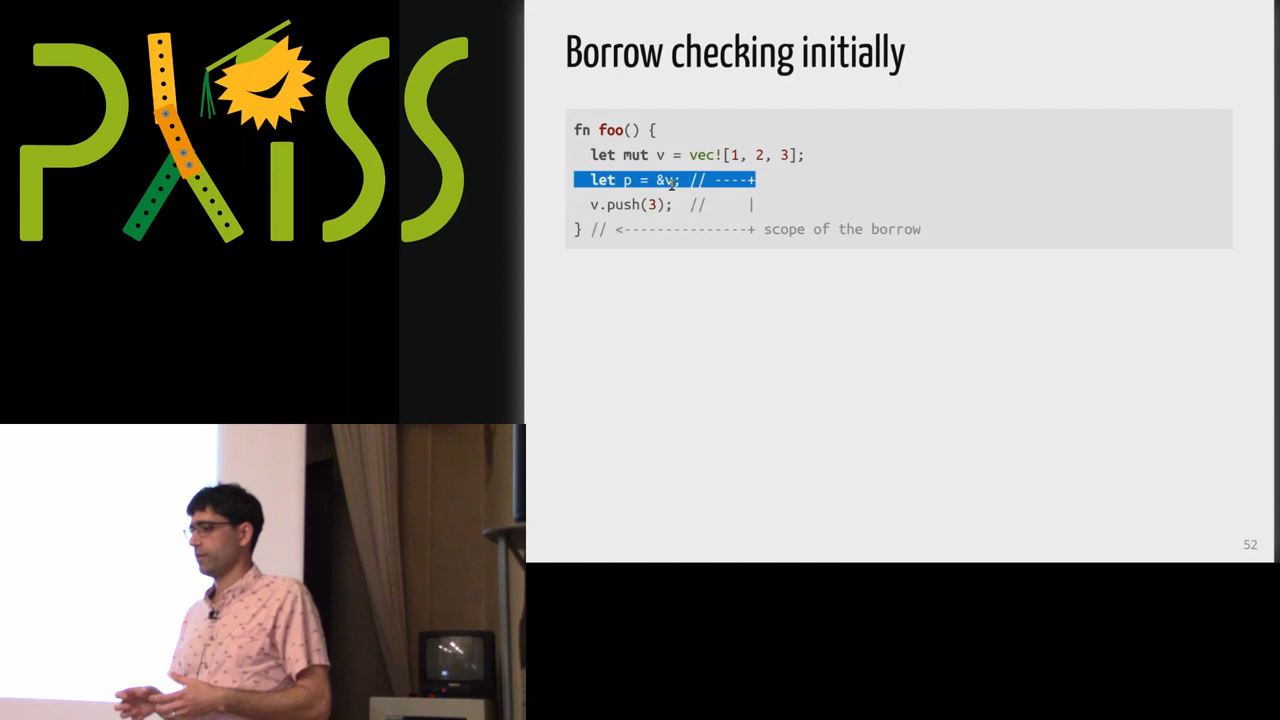 PLISS
Borrow checking initially
fn foo() {
  let mut v = vec![1, 2, 3];
  let p = &v; // ----+
  v.push(3);  //     |
} // <---------------+ scope of the borrow
52